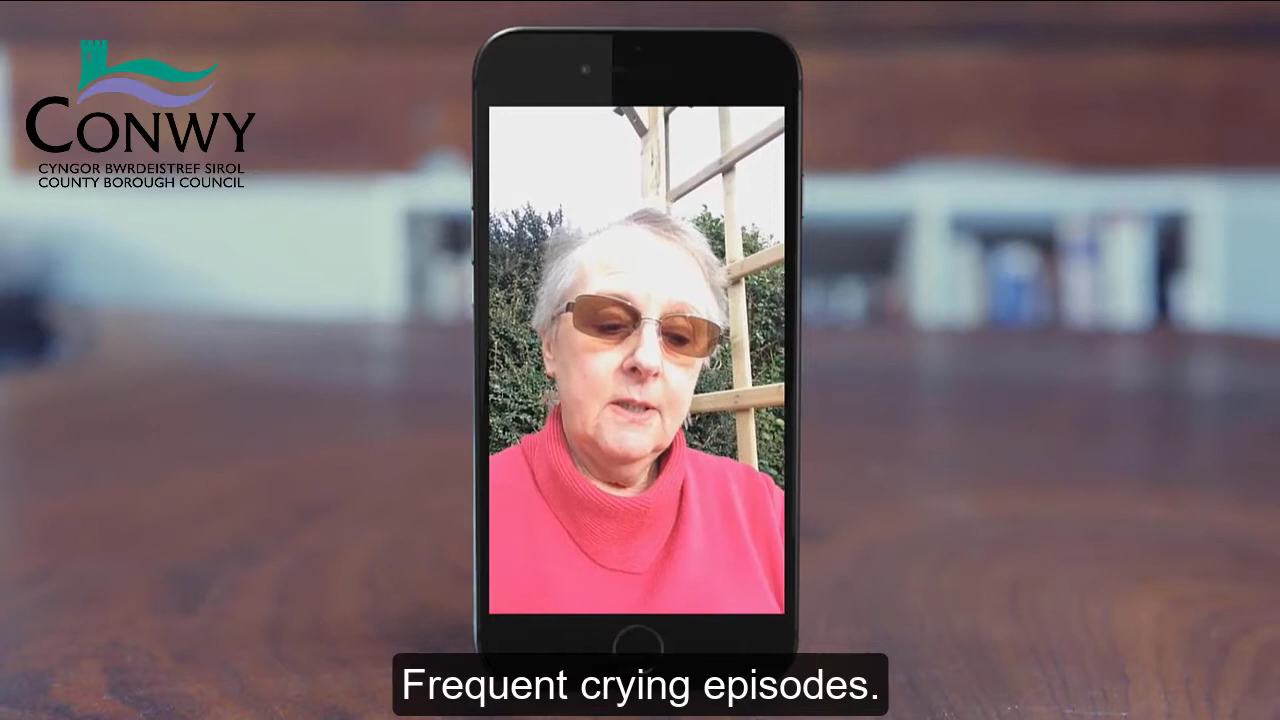 CONWY
CYNGOR BWRDEISTREF SIROL
COUNTY BOROUGH COUNCIL
Frequent crying episodes.